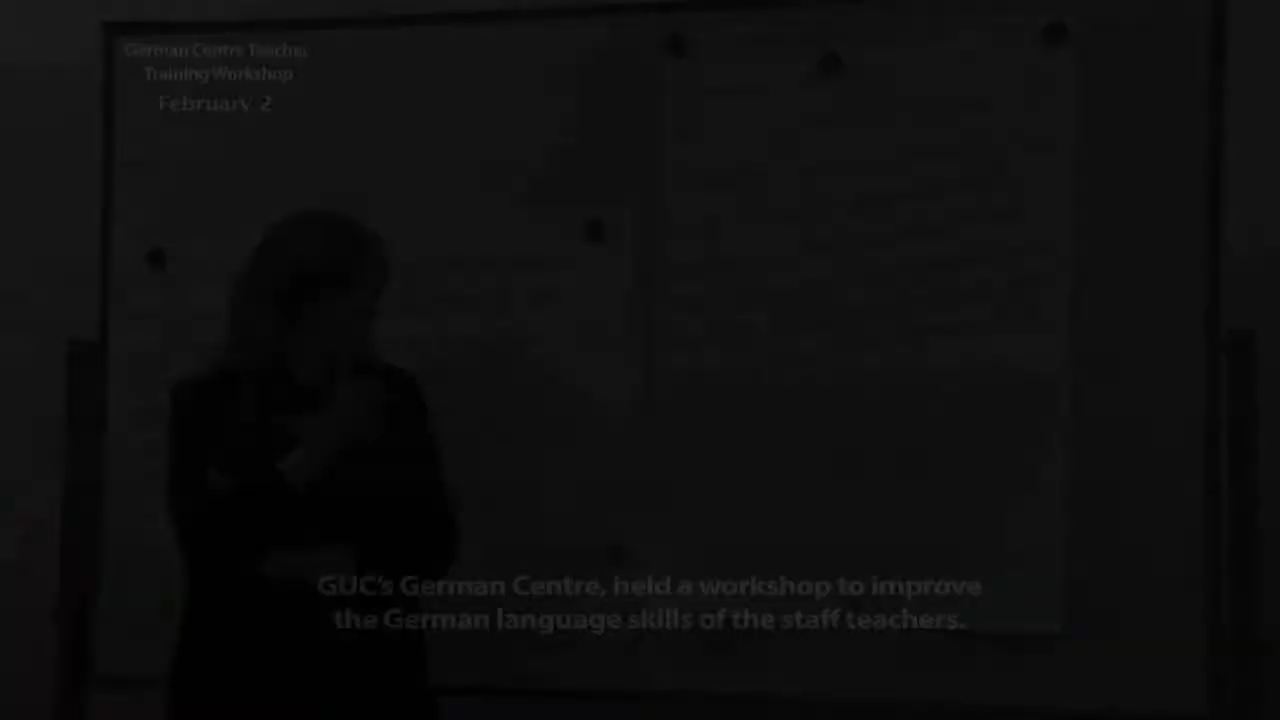 German Centre Teacher
Training Workshop
February 2
GUC's German Centre, held a workshop to improve
the German language skills of the staff teachers.